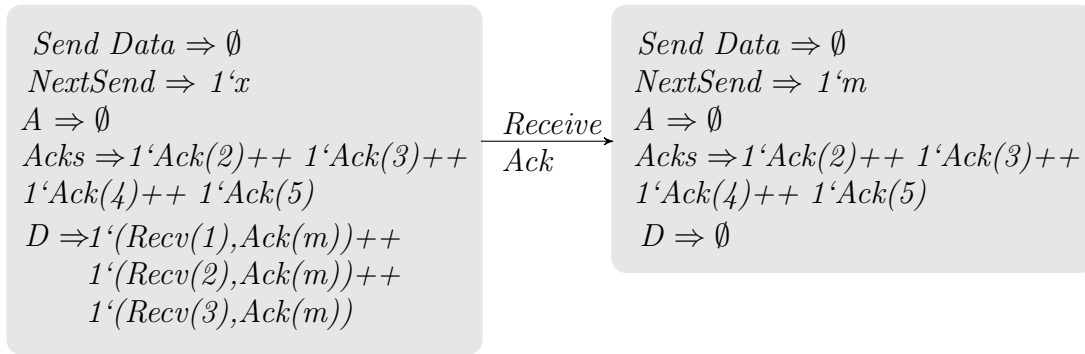 Send Data ⇒ ∅
NextSend ⇒ 1‘x
A ⇒ ∅
Acks ⇒1‘Ack(2)++ 1‘Ack(3)++
1‘Ack(4)++ 1‘Ack(5)
D ⇒1‘(Recv(1),Ack(m))++
1‘(Recv(2),Ack(m))++
1‘(Recv(3),Ack(m))
Receive
Ack
Send Data ⇒ ∅
NextSend ⇒ 1‘m
A ⇒ ∅
Acks ⇒1‘Ack(2)++ 1‘Ack(3)++
1‘Ack(4)++ 1‘Ack(5)
D ⇒ ∅